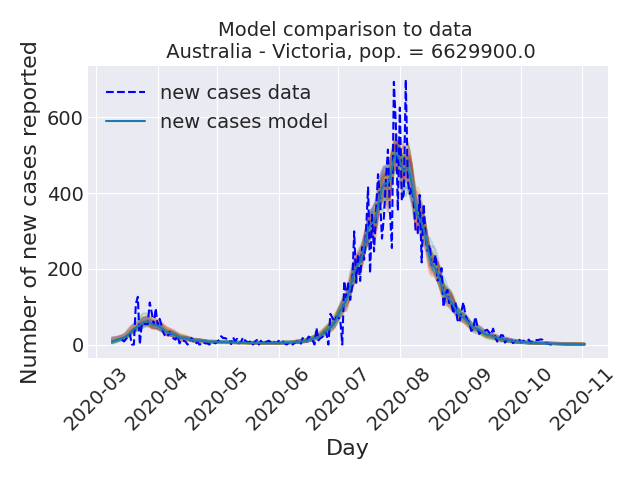 Model comparison to data
Australia - Victoria, pop. = 6629900.0
Number of new cases reported
new cases data
new cases model
600
400
200
0
2020-03
2020-04
2020-05
2020-06
2020-07
2020-08
2020-09
2020-10
2020-11
Day